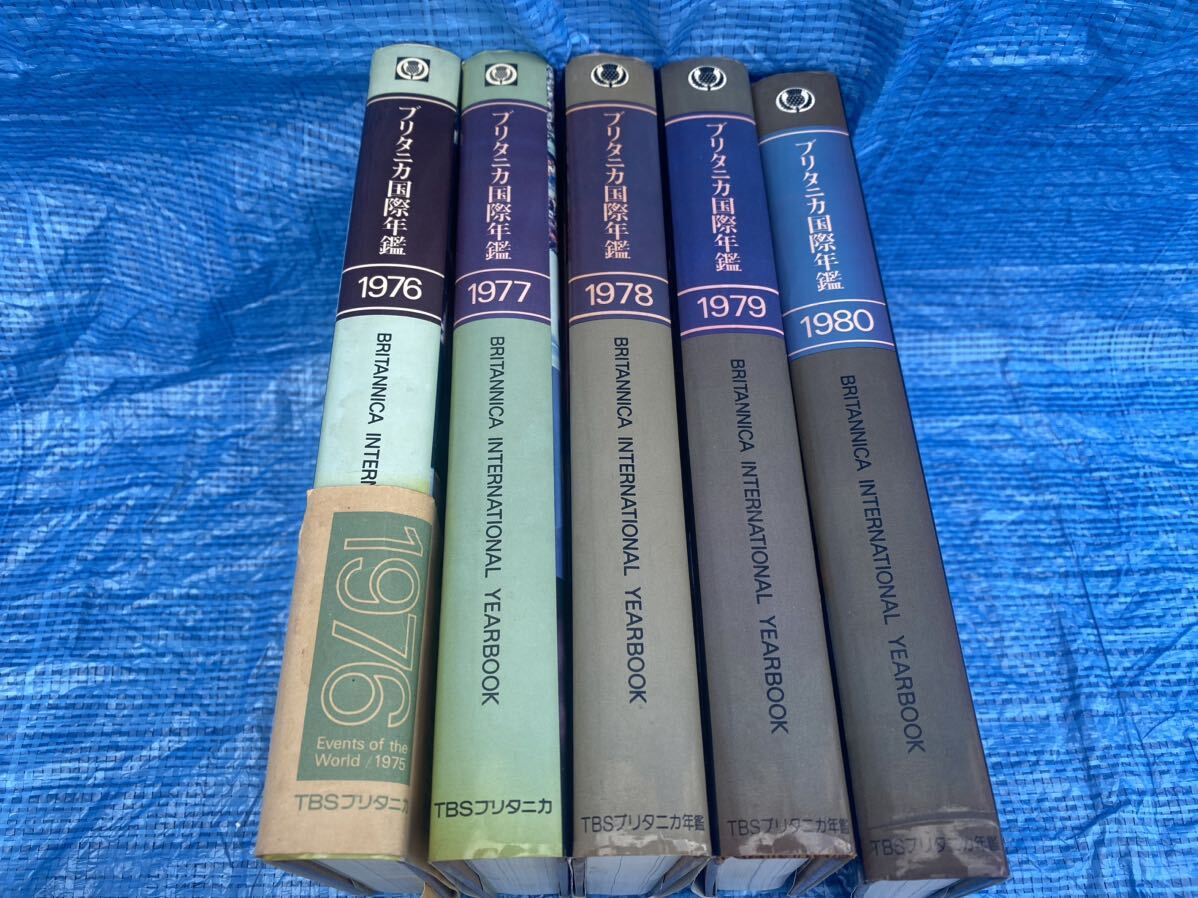 ブリタニカ国際年鑑
1976
BRITANNICA INTERN
1976
Events of the
World / 1975
TBSブリタニカ
ブリタニカ国際年鑑
1977
BRITANNICA INTERNATIONAL YEARBOOK
TBSブリタニカ
ブリタニカ国際年鑑
1978
BRITANNICA INTERNATIONAL YEARBOOK
TBSブリタニカ年鑑
ブリタニカ国際年鑑
1979
BRITANNICA INTERNATIONAL YEARBOOK
TBSブリタニカ年鑑
ブリタニカ国際年鑑
1980
BRITANNICA INTERNATIONAL YEARBOOK
TBSブリタニカ年鑑